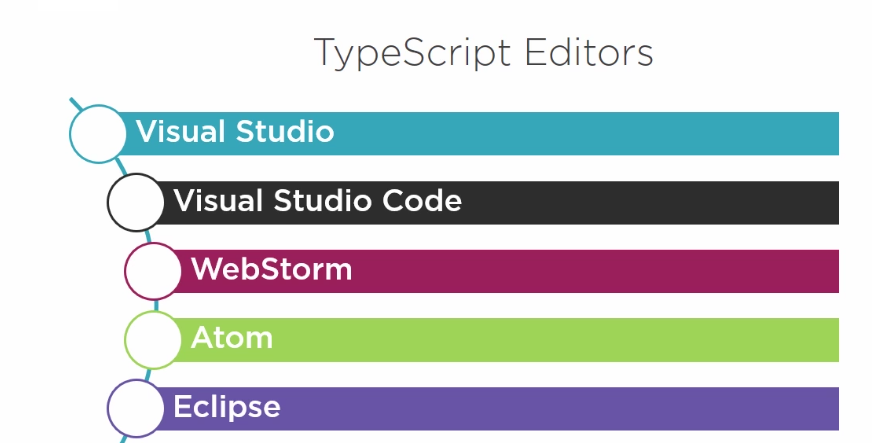 TypeScript Editors
Visual Studio
Visual Studio Code
WebStorm
Atom
Eclipse